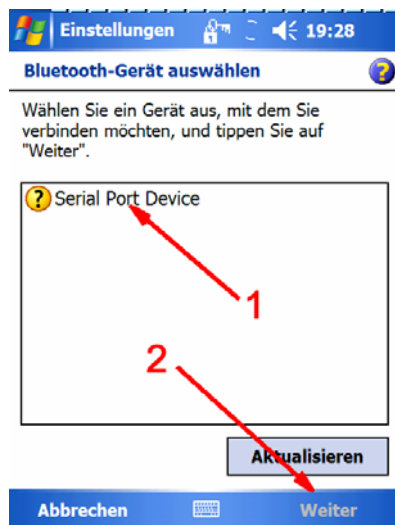 Einstellungen 19:28
Bluetooth-Gerät auswählen
Wählen Sie ein Gerät aus, mit dem Sie
verbinden möchten, und tippen Sie auf
"Weiter".
Serial Port Device
1
2
Aktualisieren
Abbrechen Weiter